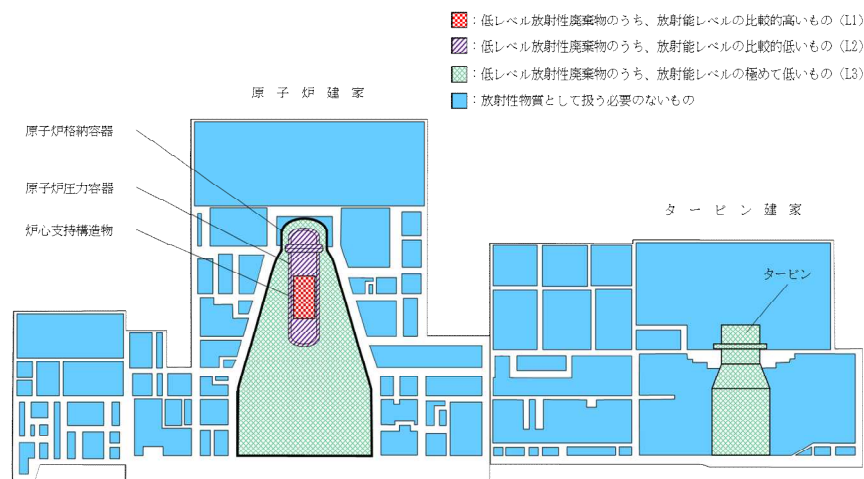 ：低レベル放射性廃棄物のうち、放射能レベルの比較的高いもの（L1）
：低レベル放射性廃棄物のうち、放射能レベルの比較的低いもの（L2）
：低レベル放射性廃棄物のうち、放射能レベルの極めて低いもの（L3）
：放射性物質として扱う必要のないもの
原子炉建家
原子炉格納容器
原子炉圧力容器
炉心支持構造物
タービン建家
タービン